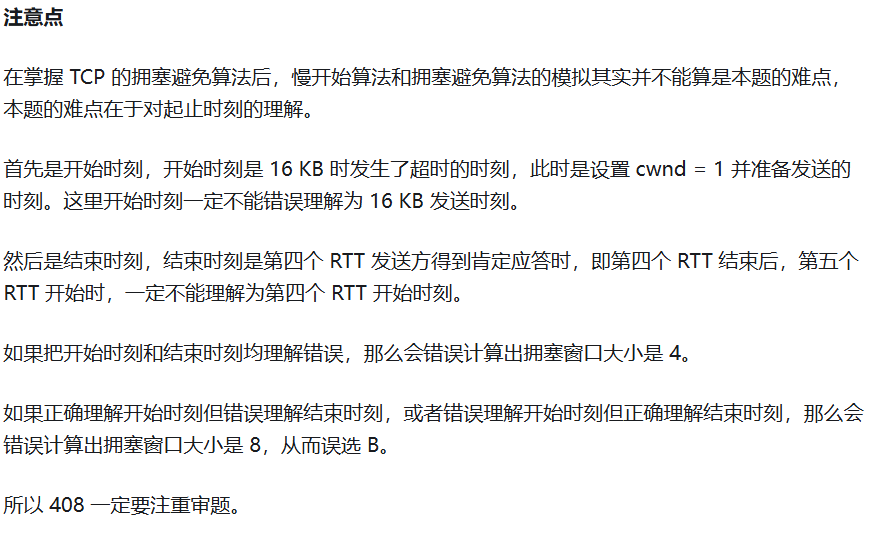 注意点
在掌握 TCP 的拥塞避免算法后，慢开始算法和拥塞避免算法的模拟其实并不能算是本题的难点，
本题的难点在于对起止时刻的理解。
首先是开始时刻，开始时刻是 16 KB 时发生了超时的时刻，此时是设置 cwnd = 1 并准备发送的
时刻。这里开始时刻一定不能错误理解为 16 KB 发送时刻。
然后是结束时刻，结束时刻是第四个 RTT 发送方得到肯定应答时，即第四个 RTT 结束后，第五个
RTT 开始时，一定不能理解为第四个 RTT 开始时刻。
如果把开始时刻和结束时刻均理解错误，那么会错误计算出拥塞窗口大小是 4。
如果正确理解开始时刻但错误理解结束时刻，或者错误理解开始时刻但正确理解结束时刻，那么会
错误计算出拥塞窗口大小是 8，从而误选 B。
所以 408 一定要注重审题。